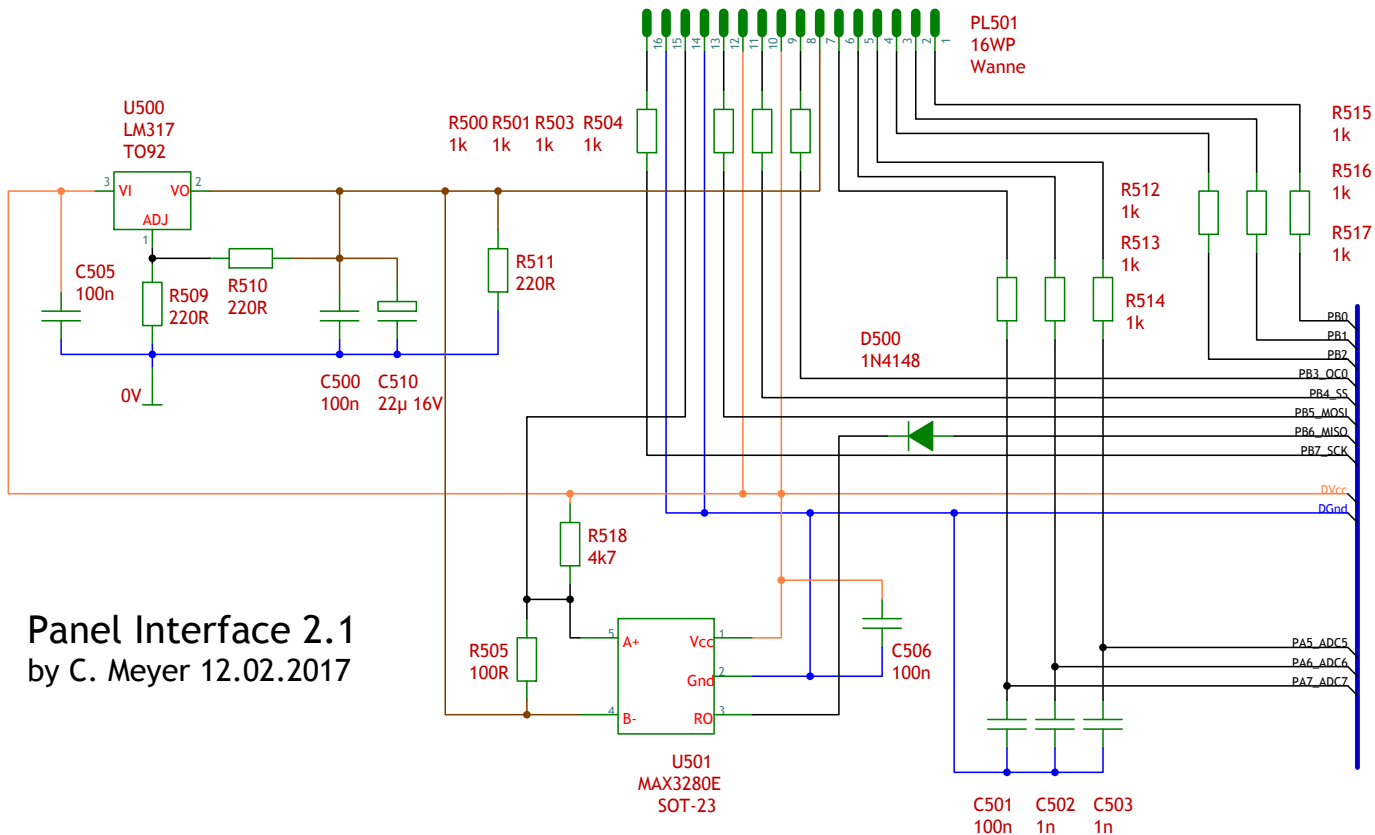 16
15
14
13
12
11
10
9
8
7
6
5
4
3
2
1
PL501
16WP
Wanne
U500
LM317
TO92
3
VI
VO
2
ADJ
1
R500 R501 R503 R504
1k 1k 1k 1k
R515
1k
R516
1k
R517
1k
R512
1k
R513
1k
R514
1k
C505
100n
R509
220R
R510
220R
R511
220R
0V
C500
100n
C510
22µ 16V
D500
1N4148
PB0
PB1
PB2
PB3_OC0
PB4_SS
PB5_MOSI
PB6_MISO
PB7_SCK
DVcc
DGnd
R518
4k7
Panel Interface 2.1
by C. Meyer 12.02.2017
R505
100R
5
A+
Vcc
1
Gnd
2
4
B-
RO
3
C506
100n
PA5_ADC5
PA6_ADC6
PA7_ADC7
U501
MAX3280E
SOT-23
C501
100n
C502
1n
C503
1n